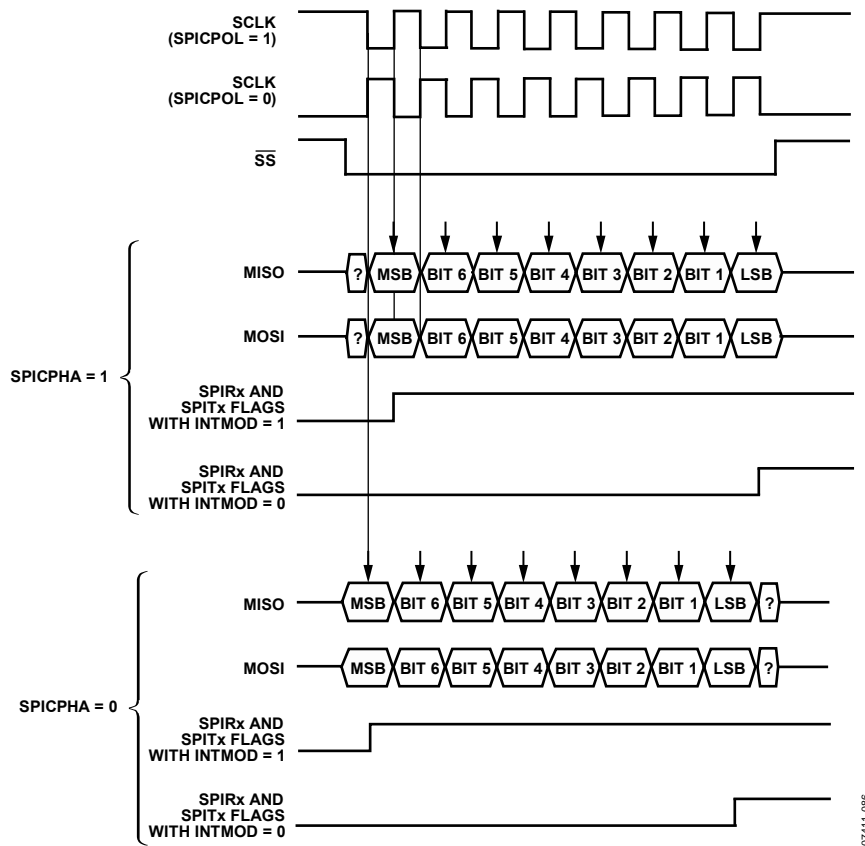 SCLK
(SPICPOL = 1)
SCLK
(SPICPOL = 0)
SS
MISO ? MSB BIT 6 BIT 5 BIT 4 BIT 3 BIT 2 BIT 1 LSB
MOSI ? MSB BIT 6 BIT 5 BIT 4 BIT 3 BIT 2 BIT 1 LSB
SPICPHA = 1
SPIRx AND
SPITx FLAGS
WITH INTMOD = 1
SPIRx AND
SPITx FLAGS
WITH INTMOD = 0
MISO MSB BIT 6 BIT 5 BIT 4 BIT 3 BIT 2 BIT 1 LSB ?
MOSI MSB BIT 6 BIT 5 BIT 4 BIT 3 BIT 2 BIT 1 LSB ?
SPICPHA = 0
SPIRx AND
SPITx FLAGS
WITH INTMOD = 1
SPIRx AND
SPITx FLAGS
WITH INTMOD = 0